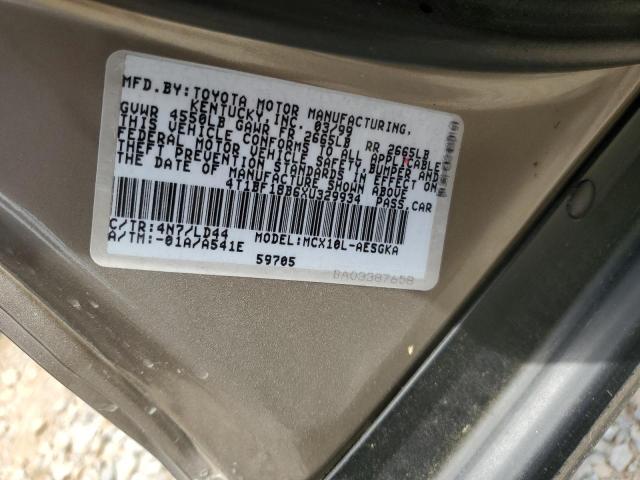 MFD.BY:TOYOTA MOTOR MANUFACTURING,
KENTUCKY,INC. 03/99
GVWR 4550LB GAWR FR 2665LB RR 2665LB
THIS VEHICLE CONFORMS TO ALL APPLICABLE
FEDERAL MOTOR VEHICLE SAFETY,BUMPER,AND
THEFT PREVENTION STANDARDS IN EFFECT ON
THE DATE OF MANUFACTURE SHOWN ABOVE.
4T1BF18B6XU329934 PASS.CAR
C/TR:4N7/LD44 MODEL:MCX10L-AESGKA
A/TM:-01A/A541E
59705
BA03387658